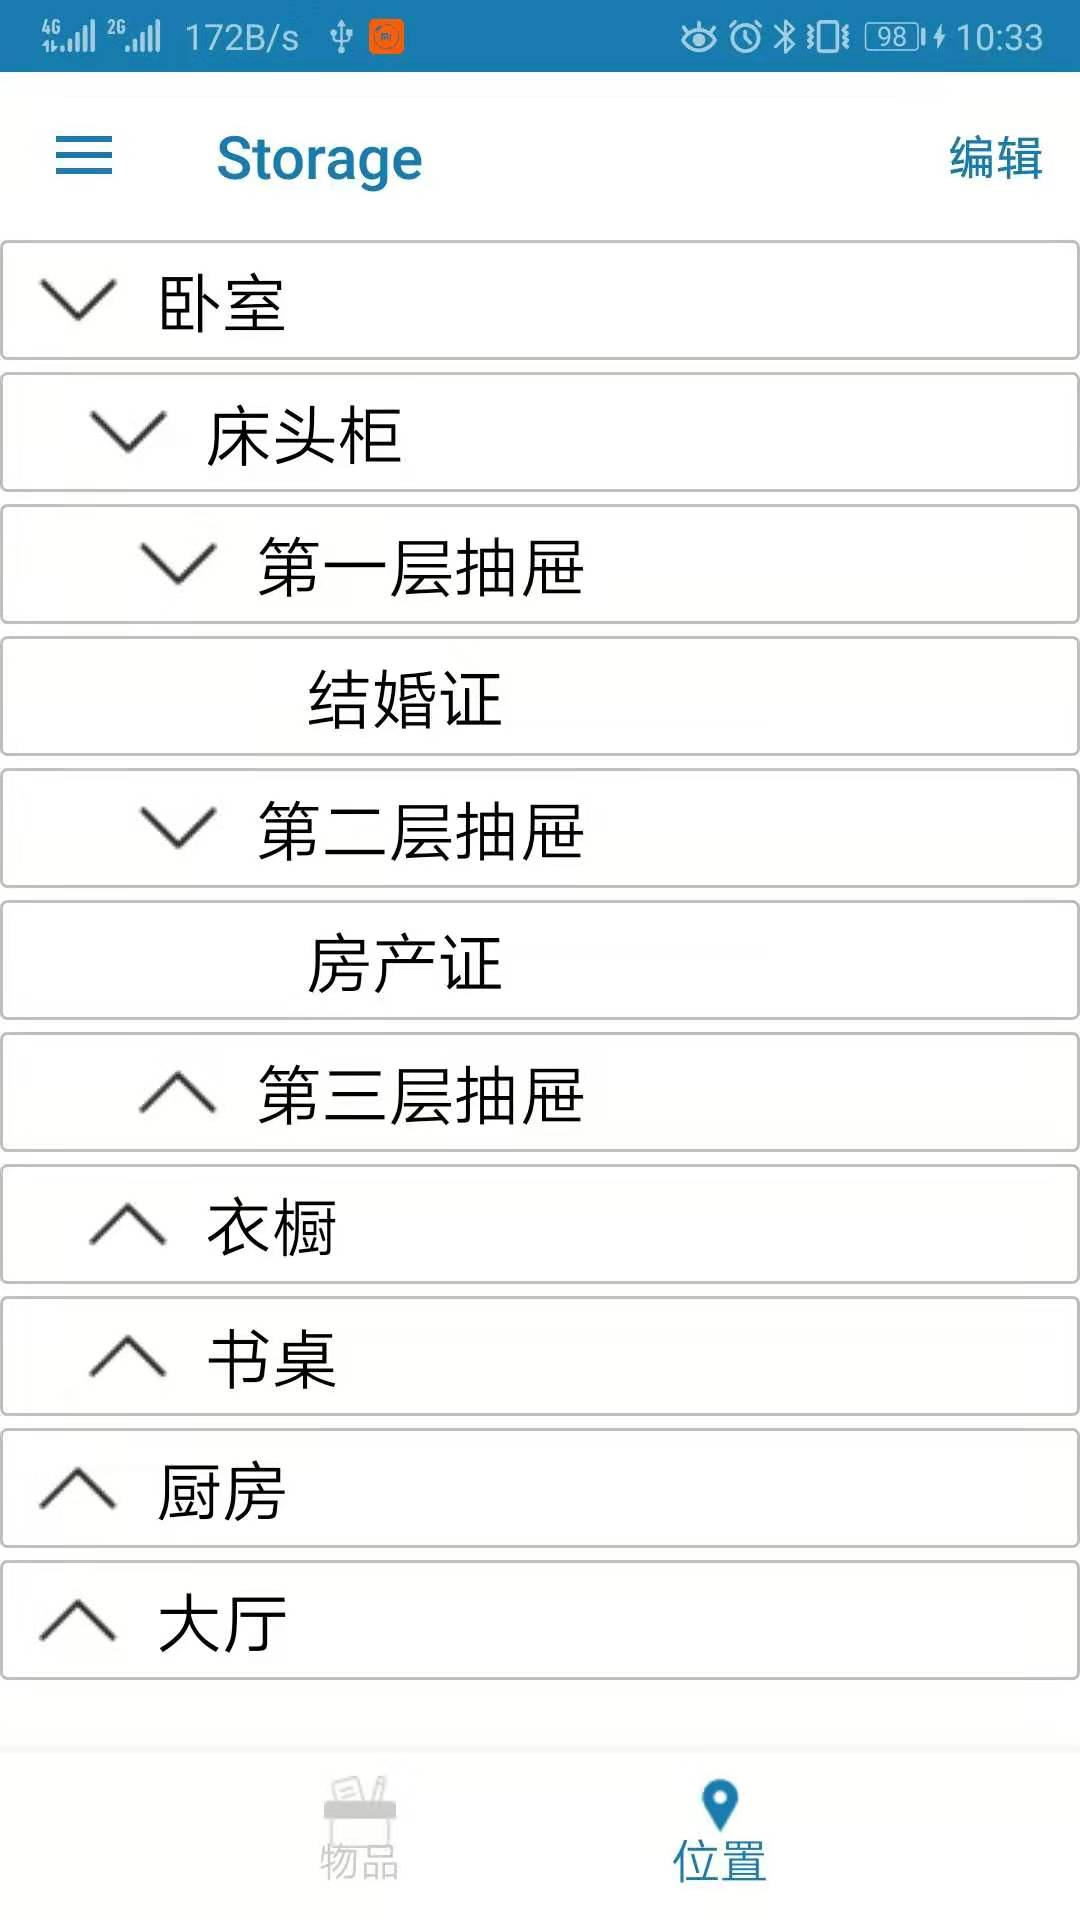 4G 2G 172B/s 98 10:33
Storage 编辑
卧室
床头柜
第一层抽屉
结婚证
第二层抽屉
房产证
第三层抽屉
衣橱
书桌
厨房
大厅
物品 位置